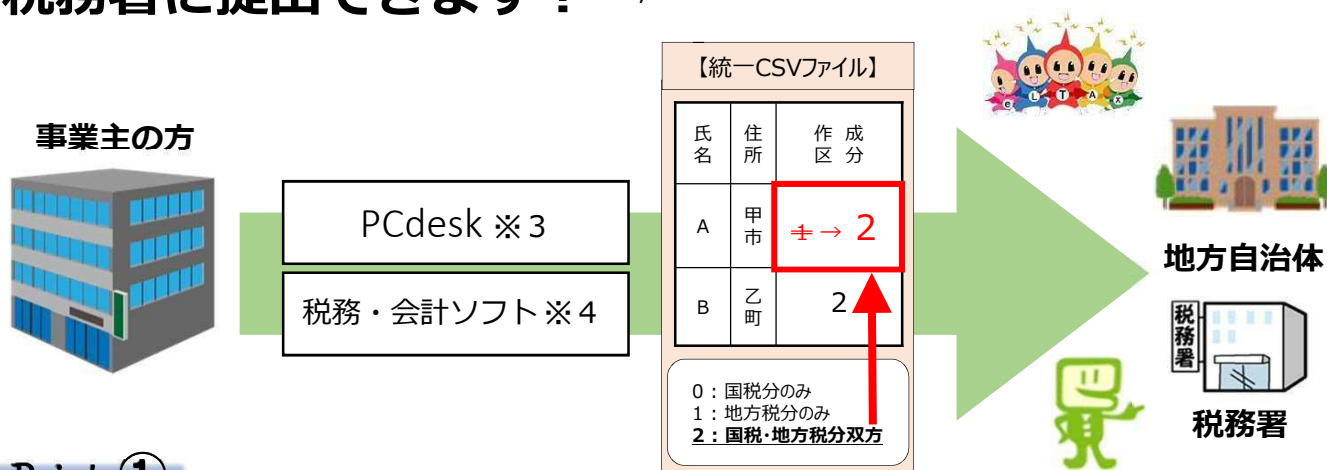 税務署に提出できます！
【統一CSVファイル】
事業主の方
氏名
住所
作成区分
PCdesk ※３
A
甲市
1→ 2
税務・会計ソフト※４
B
乙町
2
0：国税分のみ
1：地方税分のみ
2：国税・地方税分双方
eLTAx
地方自治体
税務署
税務署
Point①